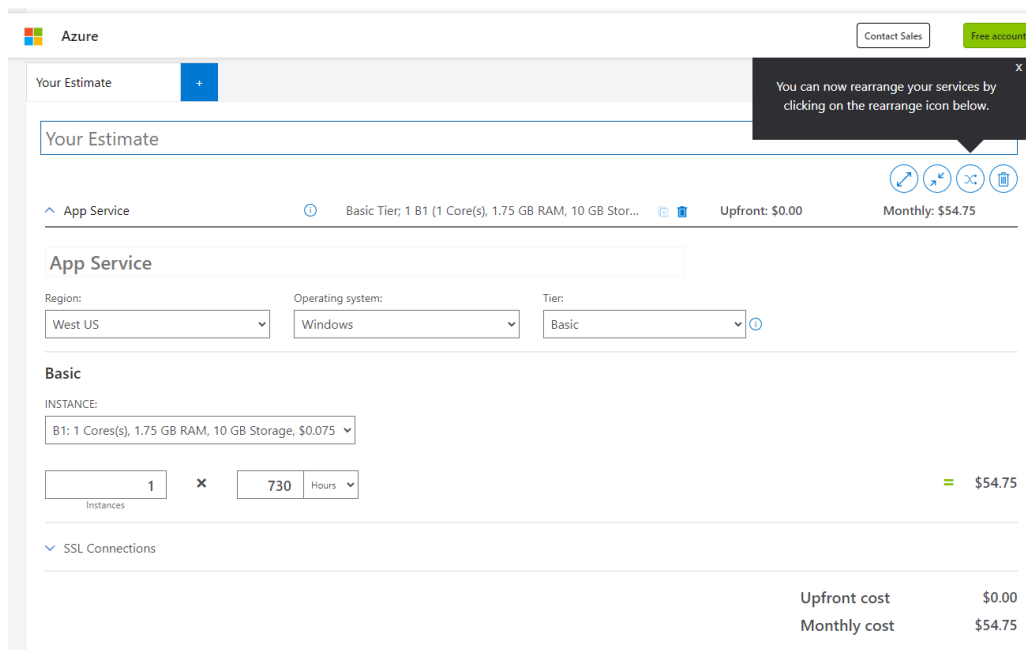 Azure
Contact Sales
Free account
Your Estimate
+
x
You can now rearrange your services by
clicking on the rearrange icon below.
Your Estimate
App Service
Basic Tier; 1 B1 (1 Core(s), 1.75 GB RAM, 10 GB Stor...
Upfront: $0.00
Monthly: $54.75
App Service
Region:
Operating system:
Tier:
West US
Windows
Basic
Basic
INSTANCE:
B1: 1 Cores(s), 1.75 GB RAM, 10 GB Storage, $0.075
1
×
730
Hours
=
$54.75
Instances
SSL Connections
Upfront cost
$0.00
Monthly cost
$54.75